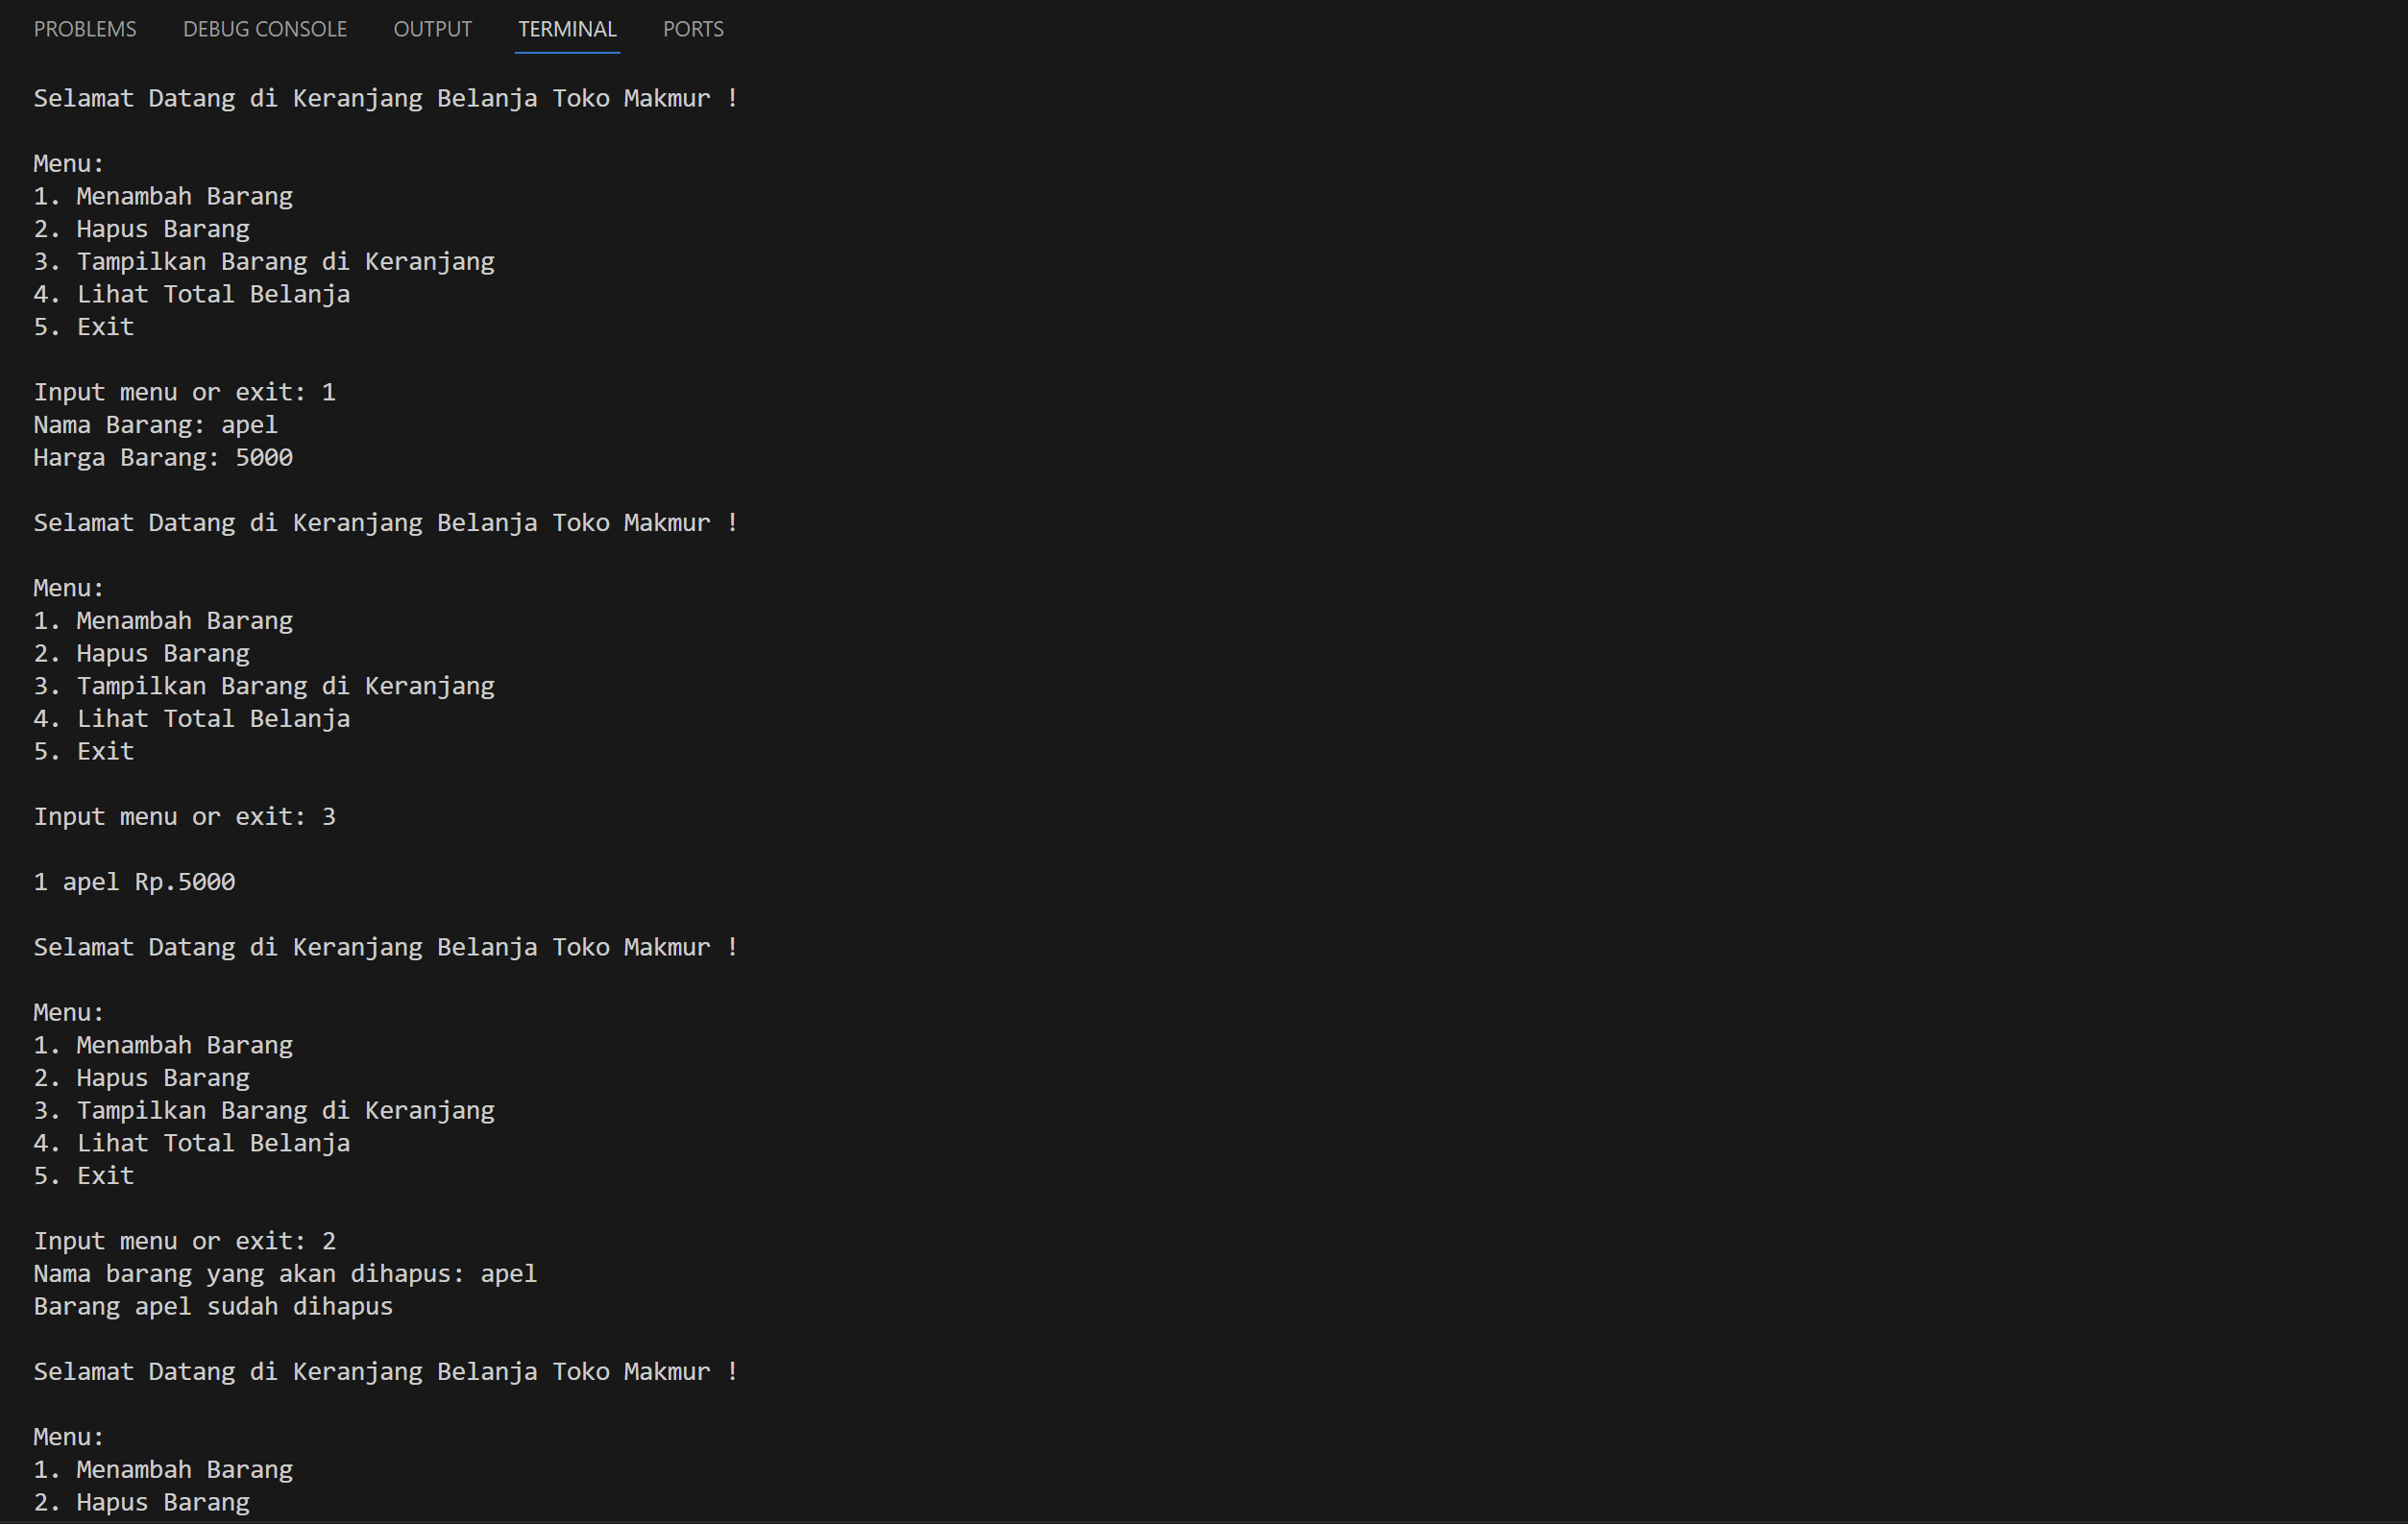 PROBLEMS DEBUG CONSOLE OUTPUT TERMINAL PORTS
Selamat Datang di Keranjang Belanja Toko Makmur !
Menu:
1. Menambah Barang
2. Hapus Barang
3. Tampilkan Barang di Keranjang
4. Lihat Total Belanja
5. Exit
Input menu or exit: 1
Nama Barang: apel
Harga Barang: 5000
Selamat Datang di Keranjang Belanja Toko Makmur !
Menu:
1. Menambah Barang
2. Hapus Barang
3. Tampilkan Barang di Keranjang
4. Lihat Total Belanja
5. Exit
Input menu or exit: 3
1 apel Rp.5000
Selamat Datang di Keranjang Belanja Toko Makmur !
Menu:
1. Menambah Barang
2. Hapus Barang
3. Tampilkan Barang di Keranjang
4. Lihat Total Belanja
5. Exit
Input menu or exit: 2
Nama barang yang akan dihapus: apel
Barang apel sudah dihapus
Selamat Datang di Keranjang Belanja Toko Makmur !
Menu:
1. Menambah Barang
2. Hapus Barang